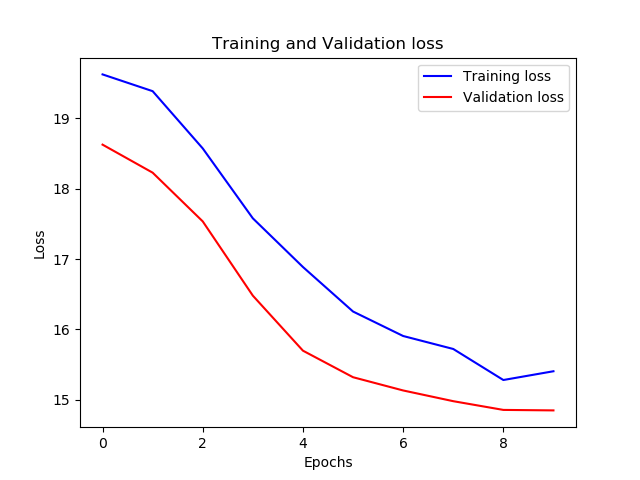 Training and Validation loss
Training loss
Validation loss
19
18
17
16
15
Loss
0 2 4 6 8
Epochs